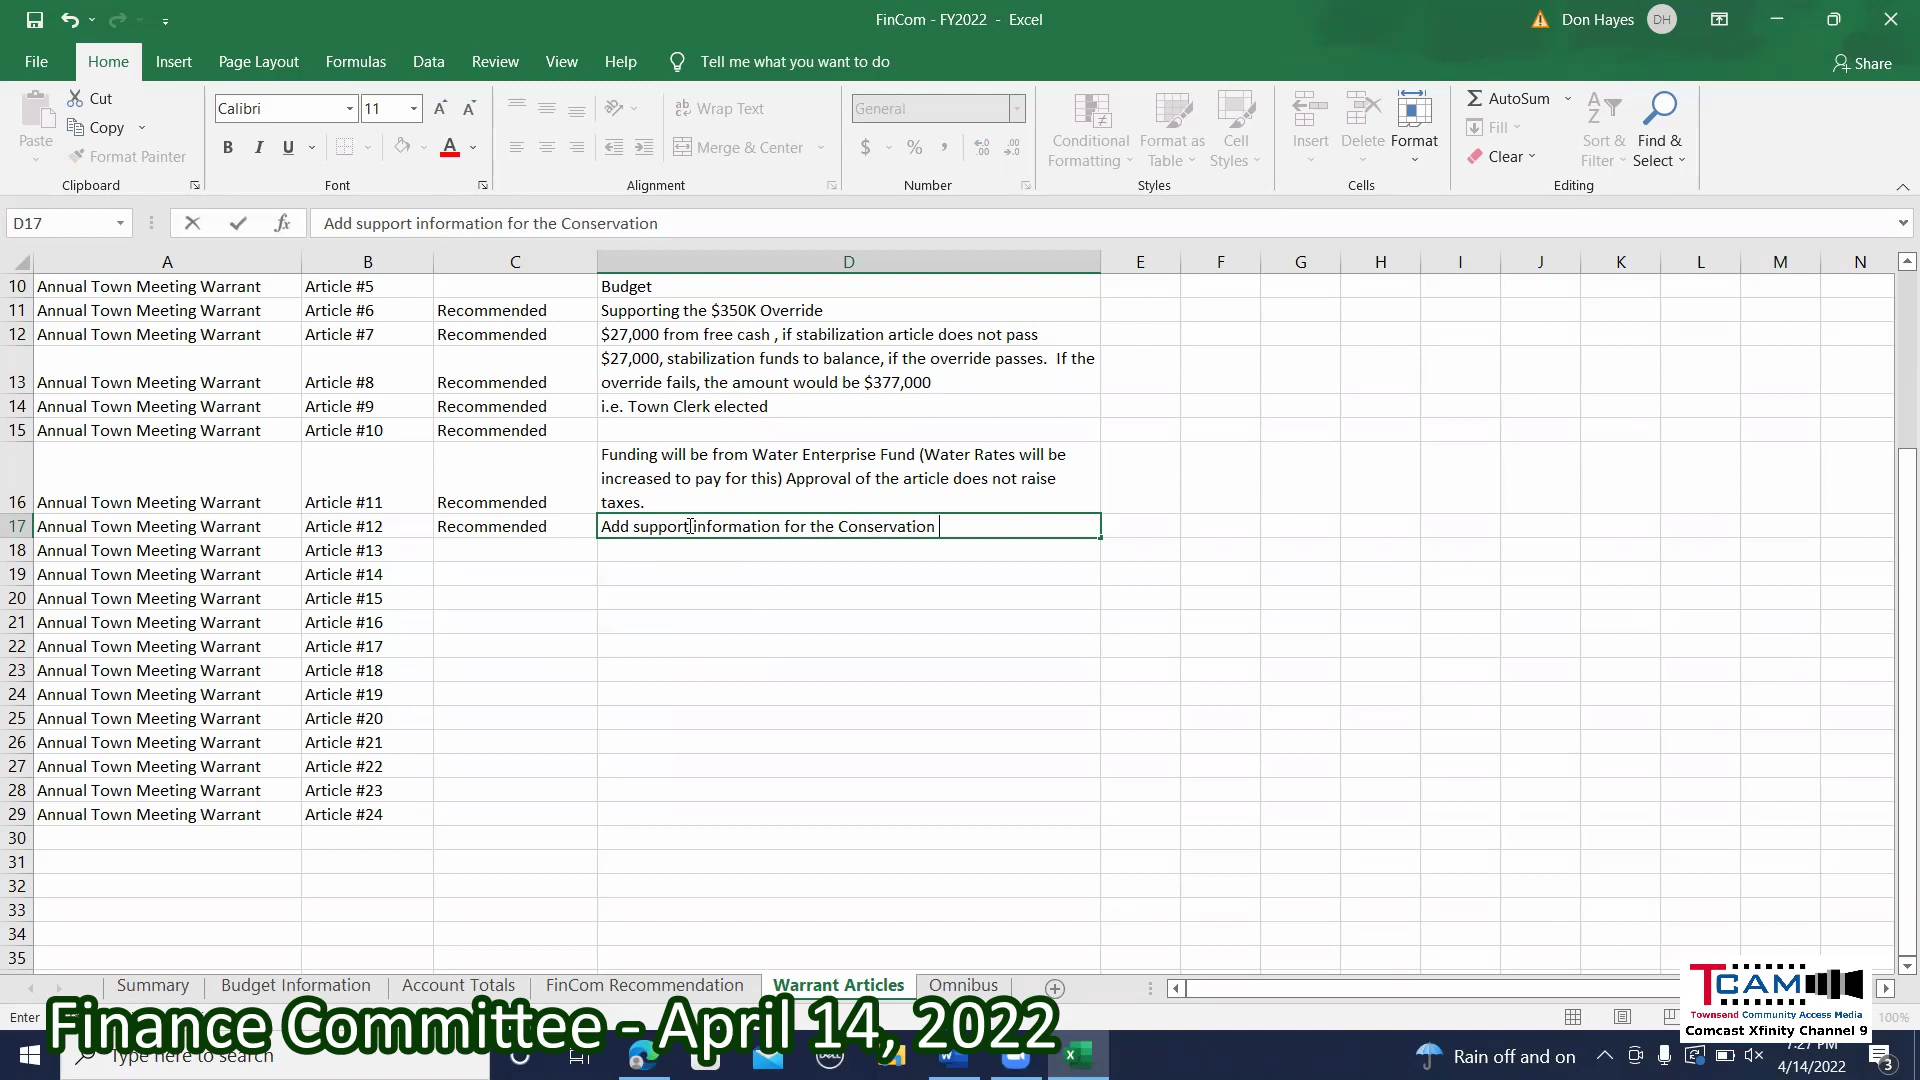 FinCom - FY2022 - Excel
Don Hayes
DH
File
Home
Insert
Page Layout
Formulas
Data
Review
View
Help
Tell me what you want to do
Share
Paste
Cut
Copy
Format Painter
Clipboard
Calibri
11
B
I
U
Font
Wrap Text
Merge & Center
Alignment
General
$
%
Number
Conditional Formatting
Format as Table
Cell Styles
Styles
Insert
Delete
Format
Cells
AutoSum
Fill
Clear
Sort & Filter
Find & Select
Editing
D17
fx
Add support information for the Conservation
A B C D E F G H I J K L M N
10 Annual Town Meeting Warrant Article #5 Budget
11 Annual Town Meeting Warrant Article #6 Recommended Supporting the $350K Override
12 Annual Town Meeting Warrant Article #7 Recommended $27,000 from free cash , if stabilization article does not pass
$27,000, stabilization funds to balance, if the override passes. If the
13 Annual Town Meeting Warrant Article #8 Recommended override fails, the amount would be $377,000
14 Annual Town Meeting Warrant Article #9 Recommended i.e. Town Clerk elected
15 Annual Town Meeting Warrant Article #10 Recommended
Funding will be from Water Enterprise Fund (Water Rates will be
increased to pay for this) Approval of the article does not raise
16 Annual Town Meeting Warrant Article #11 Recommended taxes.
17 Annual Town Meeting Warrant Article #12 Recommended Add support information for the Conservation
18 Annual Town Meeting Warrant Article #13
19 Annual Town Meeting Warrant Article #14
20 Annual Town Meeting Warrant Article #15
21 Annual Town Meeting Warrant Article #16
22 Annual Town Meeting Warrant Article #17
23 Annual Town Meeting Warrant Article #18
24 Annual Town Meeting Warrant Article #19
25 Annual Town Meeting Warrant Article #20
26 Annual Town Meeting Warrant Article #21
27 Annual Town Meeting Warrant Article #22
28 Annual Town Meeting Warrant Article #23
29 Annual Town Meeting Warrant Article #24
30
31
32
33
34
35
Summary
Budget Information
Account Totals
FinCom Recommendation
Warrant Articles
Omnibus
Enter
100%
Finance Committee - April 14, 2022
TCAM
Townsend Community Access Media
Comcast Xfinity Channel 9
Type here to search
DELL
Rain off and on
7:27 PM
4/14/2022
3